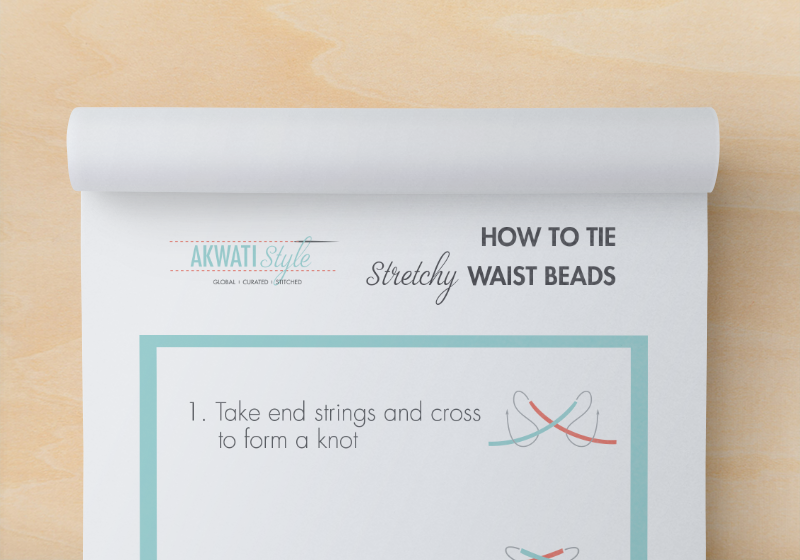 AKWATI Style
GLOBAL | CURATED | STITCHED
HOW TO TIE
Stretchy WAIST BEADS
1. Take end strings and cross
to form a knot